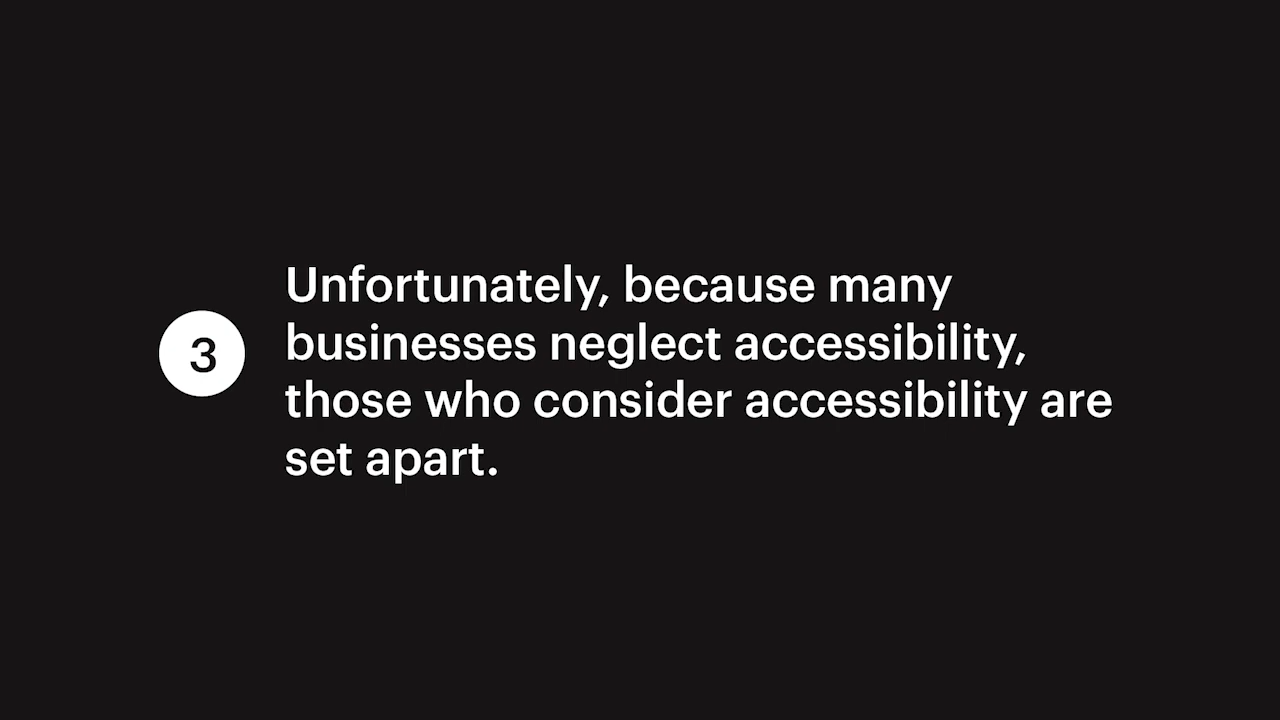 3
Unfortunately, because many
businesses neglect accessibility,
those who consider accessibility are
set apart.